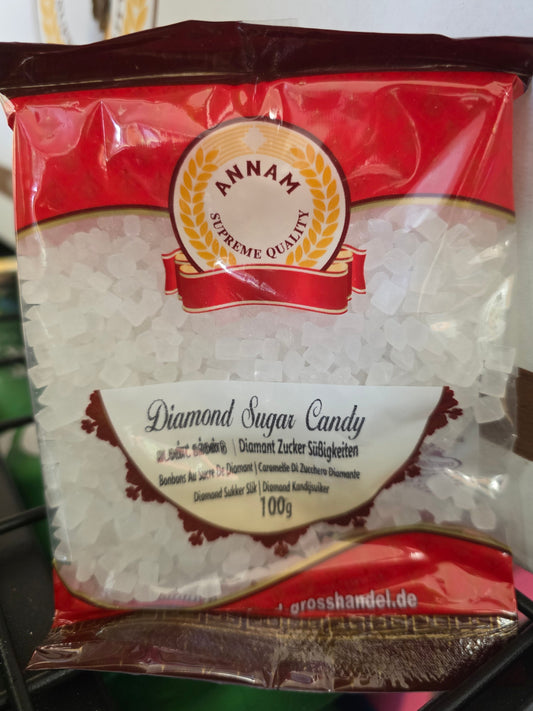 ANNAM
SUPREME QUALITY
Diamond Sugar Candy
| Diamant Zucker Süßigkeiten
Bonbons Au Sucre De Diamant | Caramelle Di Zucchero Diamante
Diamond Sukker Slik | Diamond Kandijsuiker
100g
grosshandel.de